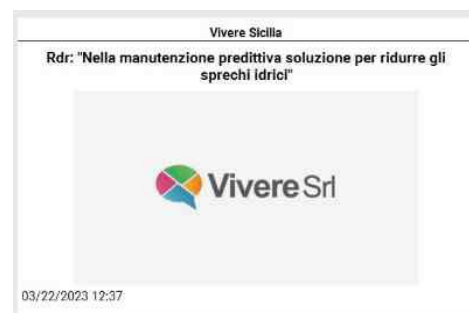 Vivere Sicilia
Rdr: "Nella manutenzione predittiva soluzione per ridurre gli
sprechi idrici"
Vivere Srl
03/22/2023 12:37